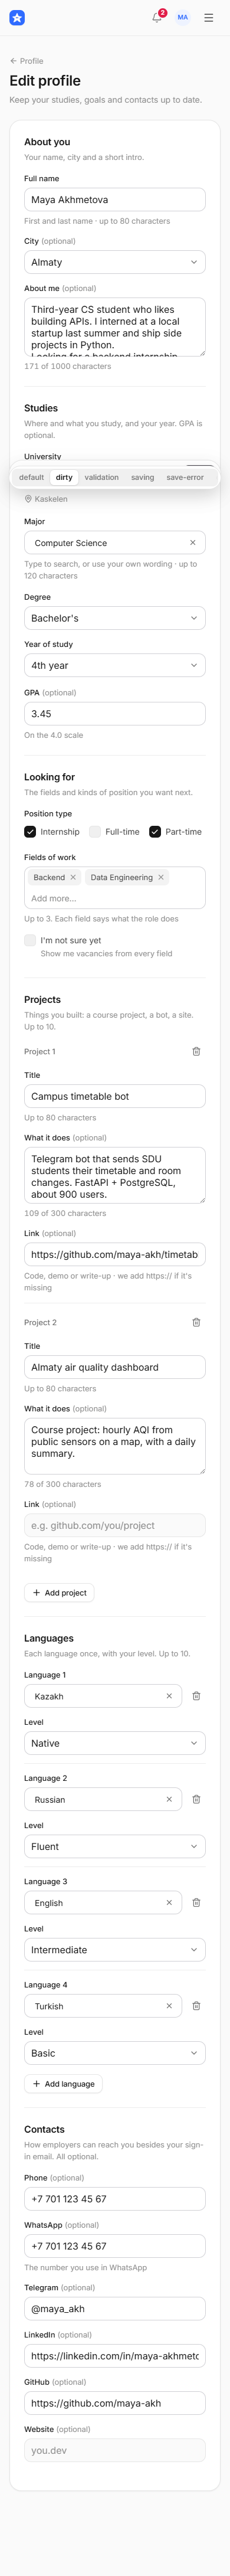 2
MA
Profile
Edit profile
Keep your studies, goals and contacts up to date.
About you
Your name, city and a short intro.
Full name
Maya Akhmetova
First and last name · up to 80 characters
City (optional)
Almaty
About me (optional)
Third-year CS student who likes
building APIs. I interned at a local
startup last summer and ship side
projects in Python.
Looking for a backend internship
171 of 1000 characters
Studies
Where and what you study, and your year. GPA is
optional.
University
default dirty validation saving save-error
Kaskelen
Major
Computer Science
Type to search, or use your own wording · up to
120 characters
Degree
Bachelor's
Year of study
4th year
GPA (optional)
3.45
On the 4.0 scale
Looking for
The fields and kinds of position you want next.
Position type
Internship Full-time Part-time
Fields of work
Backend Data Engineering
Add more...
Up to 3. Each field says what the role does
I'm not sure yet
Show me vacancies from every field
Projects
Things you built: a course project, a bot, a site.
Up to 10.
Project 1
Title
Campus timetable bot
Up to 80 characters
What it does (optional)
Telegram bot that sends SDU
students their timetable and room
changes. FastAPI + PostgreSQL,
about 900 users.
109 of 300 characters
Link (optional)
https://github.com/maya-akh/timetab
Code, demo or write-up · we add https:// if it's
missing
Project 2
Title
Almaty air quality dashboard
Up to 80 characters
What it does (optional)
Course project: hourly AQI from
public sensors on a map, with a daily
summary.
78 of 300 characters
Link (optional)
e.g. github.com/you/project
Code, demo or write-up · we add https:// if it's
missing
Add project
Languages
Each language once, with your level. Up to 10.
Language 1
Kazakh
Level
Native
Language 2
Russian
Level
Fluent
Language 3
English
Level
Intermediate
Language 4
Turkish
Level
Basic
Add language
Contacts
How employers can reach you besides your sign-
in email. All optional.
Phone (optional)
+7 701 123 45 67
WhatsApp (optional)
+7 701 123 45 67
The number you use in WhatsApp
Telegram (optional)
@maya_akh
LinkedIn (optional)
https://linkedin.com/in/maya-akhmeto
GitHub (optional)
https://github.com/maya-akh
Website (optional)
you.dev